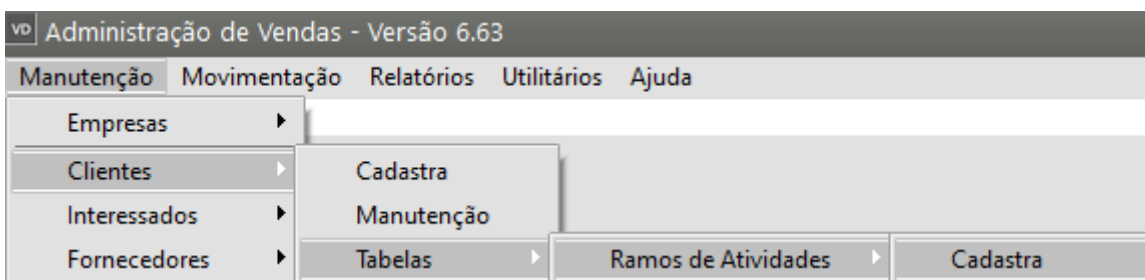 VD Administração de Vendas - Versão 6.63
Manutenção Movimentação Relatórios Utilitários Ajuda
Empresas
Clientes Cadastra
Interessados Manutenção
Fornecedores Tabelas Ramos de Atividades Cadastra